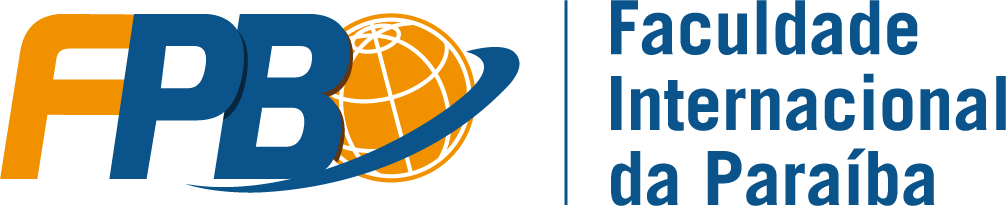 FPB
Faculdade
Internacional
da Paraíba